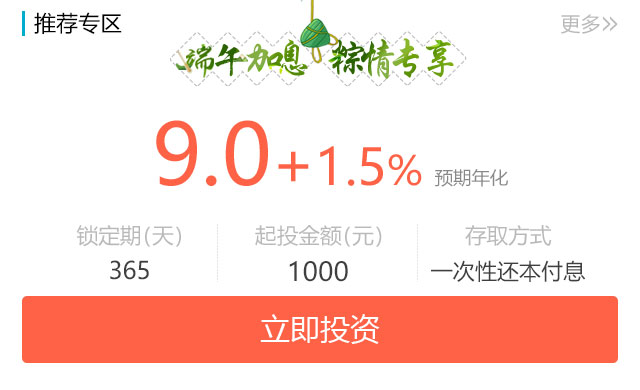 推荐专区
更多
端午加息 粽情专享
9.0+1.5% 预期年化
锁定期(天) 起投金额(元) 存取方式
365 1000 一次性还本付息
立即投资